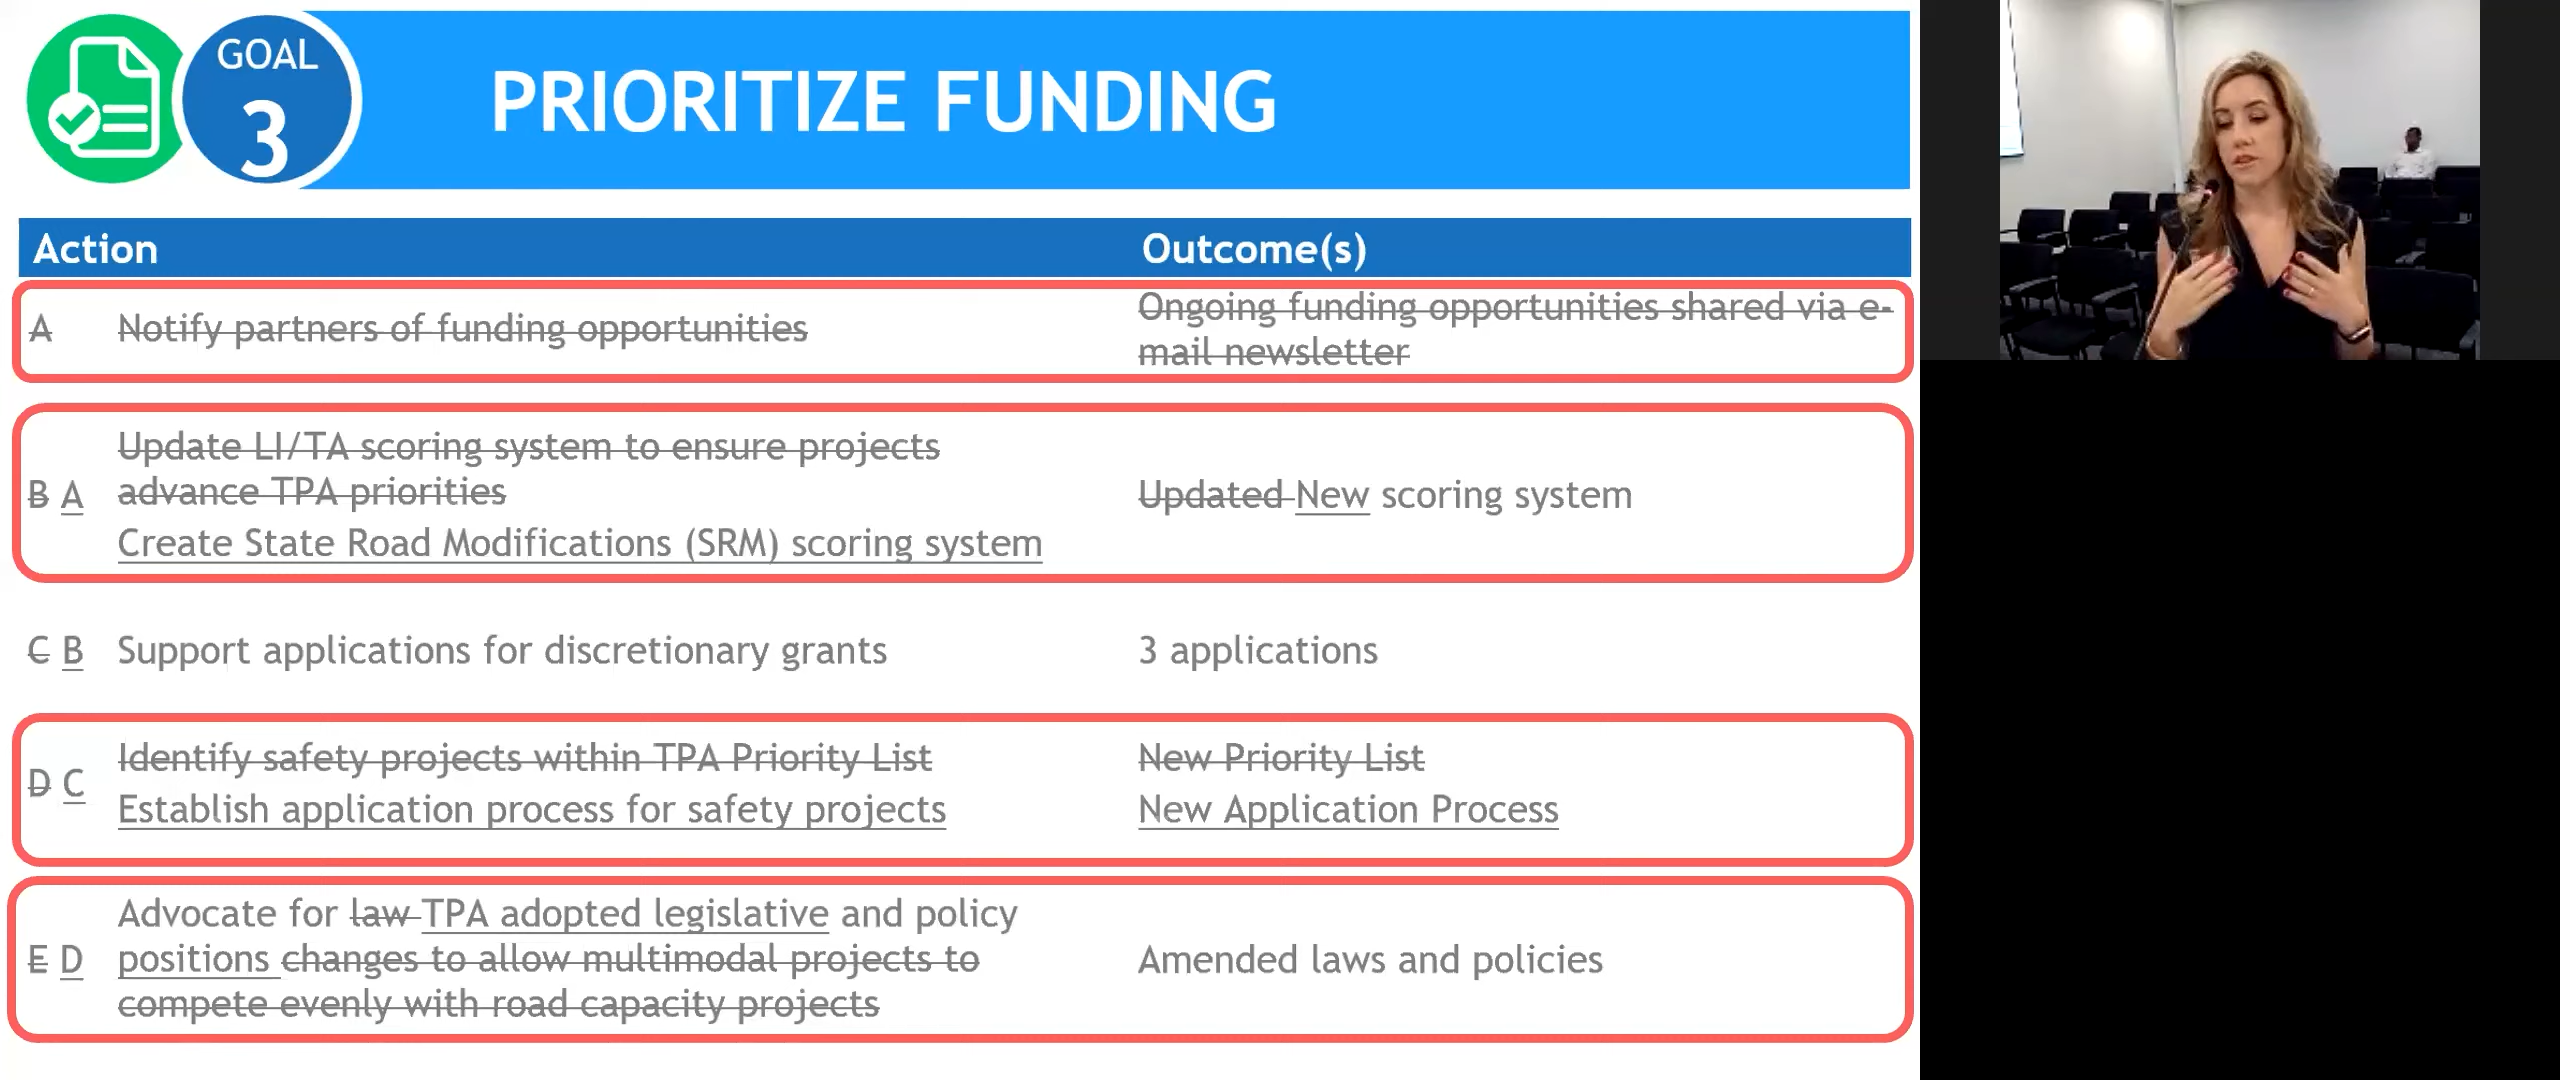 GOAL
3
PRIORITIZE FUNDING
Action Outcome(s)
A Notify partners of funding opportunities
Ongoing funding opportunities shared via e-
mail newsletter
B A
Update LI/TA scoring system to ensure projects
advance TPA priorities
Create State Road Modifications (SRM) scoring system
Updated New scoring system
C B Support applications for discretionary grants 3 applications
D C
Identify safety projects within TPA Priority List
Establish application process for safety projects
New Priority List
New Application Process
E D
Advocate for law TPA adopted legislative and policy
positions changes to allow multimodal projects to
compete evenly with road capacity projects
Amended laws and policies